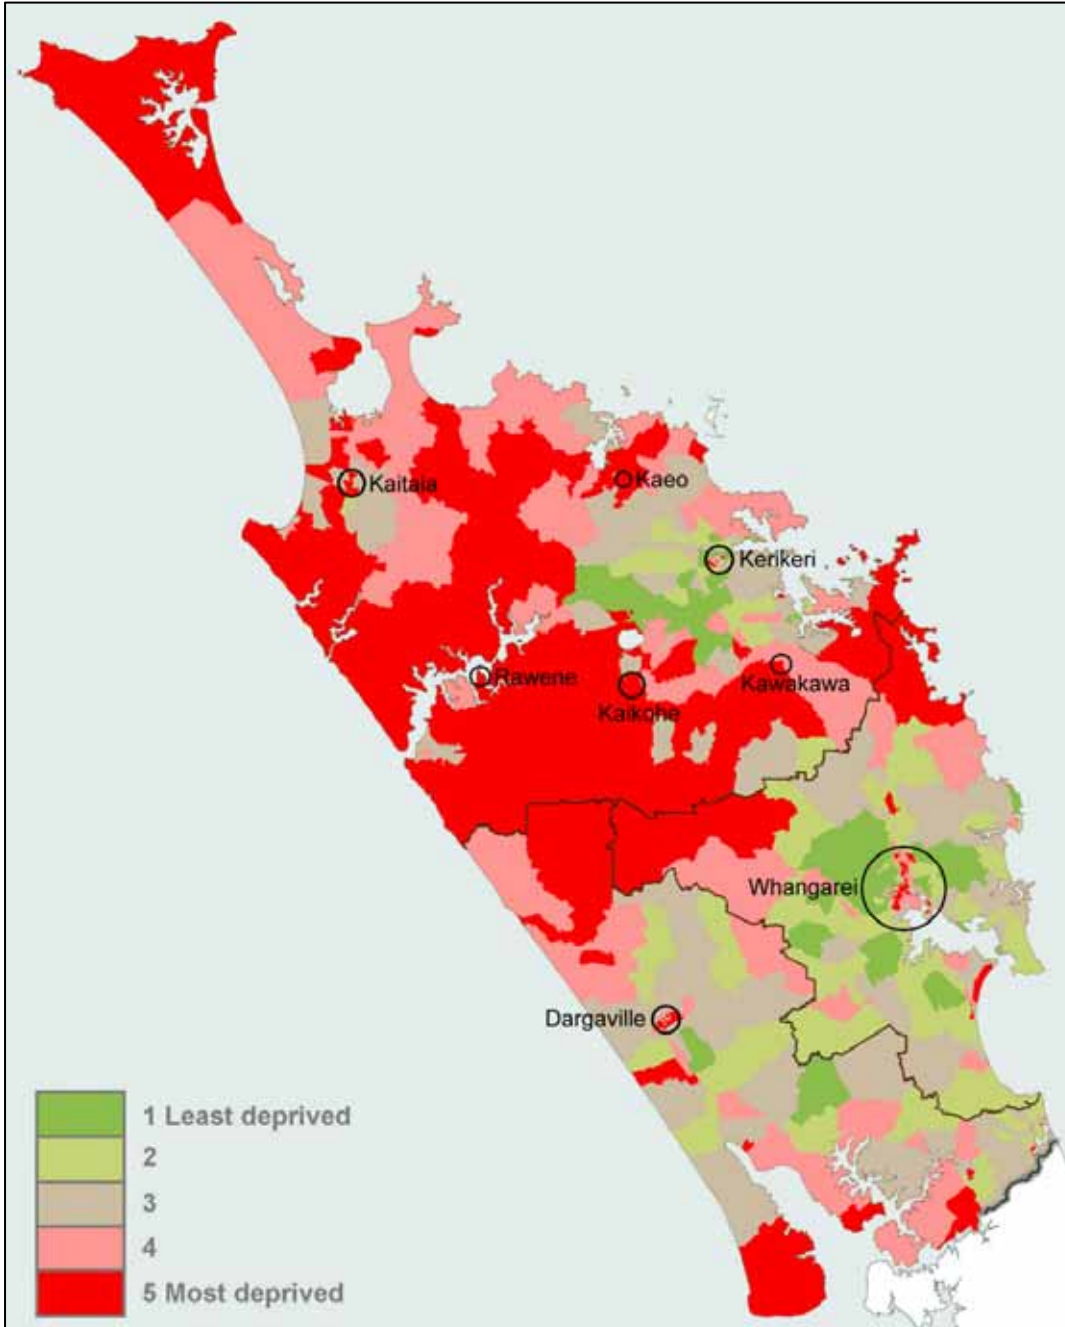 Kaitaia
Kaeo
Kerikeri
Rawene
Kaikohe
Kawakawa
Whangarei
Dargaville
1 Least deprived
2
3
4
5 Most deprived